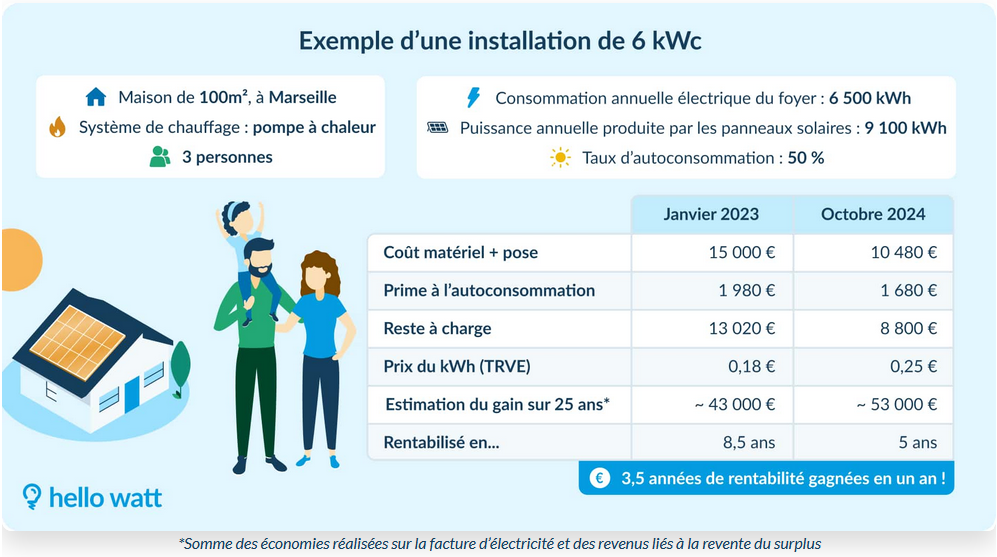 Exemple d’une installation de 6 kWc
Maison de 100m², à Marseille
Système de chauffage : pompe à chaleur
3 personnes
Consommation annuelle électrique du foyer : 6 500 kWh
Puissance annuelle produite par les panneaux solaires : 9 100 kWh
Taux d’autoconsommation : 50 %
Janvier 2023 Octobre 2024
Coût matériel + pose 15 000 € 10 480 €
Prime à l’autoconsommation 1 980 € 1 680 €
Reste à charge 13 020 € 8 800 €
Prix du kWh (TRVE) 0,18 € 0,25 €
Estimation du gain sur 25 ans* ~ 43 000 € ~ 53 000 €
Rentabilisé en... 8,5 ans 5 ans
€ 3,5 années de rentabilité gagnées en un an !
hello watt
*Somme des économies réalisées sur la facture d’électricité et des revenus liés à la revente du surplus